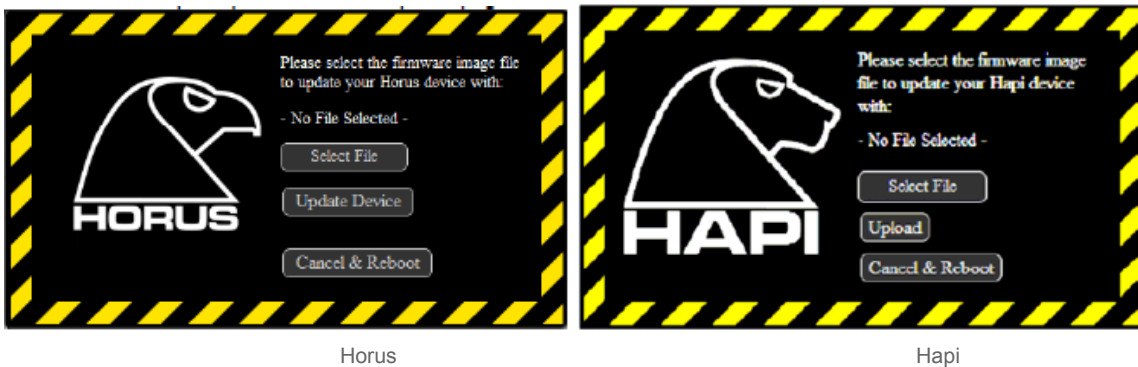 Please select the firmware image file
to update your Horus device with:
- No File Selected -
Select File
Update Device
Cancel & Reboot
HORUS
Please select the firmware image
file to update your Hapi device
with:
- No File Selected -
Select File
Upload
Cancel & Reboot
HAPI
Horus
Hapi